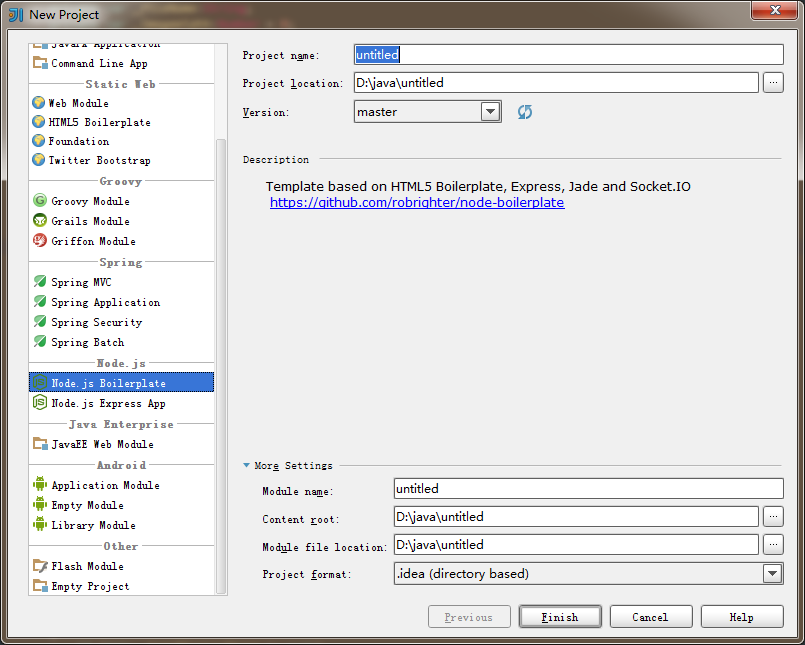 New Project
JavaFX Application
Command Line App
Static Web
Web Module
HTML5 Boilerplate
Foundation
Twitter Bootstrap
Groovy
Groovy Module
Grails Module
Griffon Module
Spring
Spring MVC
Spring Application
Spring Security
Spring Batch
Node.js
Node.js Boilerplate
Node.js Express App
Java Enterprise
JavaEE Web Module
Android
Application Module
Empty Module
Library Module
Other
Flash Module
Empty Project
Project name: untitled
Project location: D:\java\untitled ...
Version: master
Description
Template based on HTML5 Boilerplate, Express, Jade and Socket.IO
https://github.com/robrighter/node-boilerplate
More Settings
Module name: untitled
Content root: D:\java\untitled ...
Module file location: D:\java\untitled ...
Project format: .idea (directory based)
Previous Finish Cancel Help